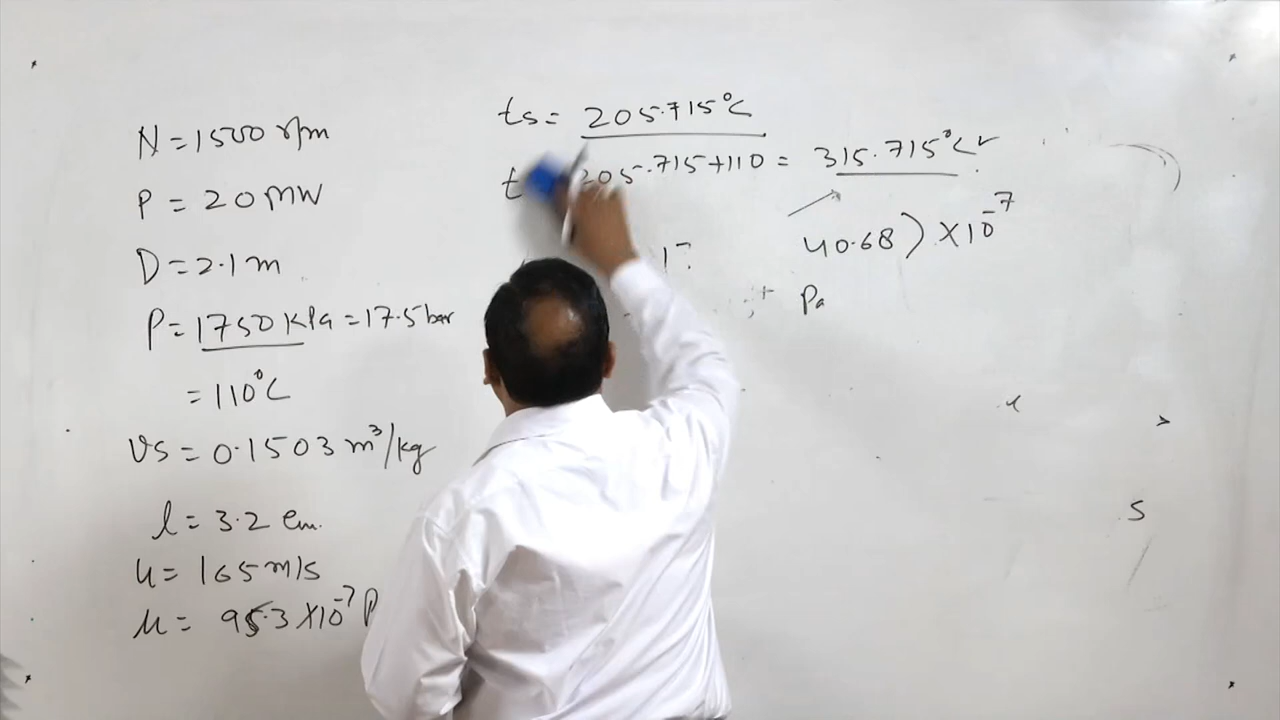 N = 1500 rpm
P = 20 MW
D = 2.1 m
P = 1750 KPa = 17.5 bar
= 110°C
vs = 0.1503 m³/kg
l = 3.2 cm.
u = 165 m/s
μ = 95.3 × 10⁻⁷ P
ts = 205.715°C
t 205.715 + 110 = 315.715°C
40.68) × 10⁻⁷
Pa
s